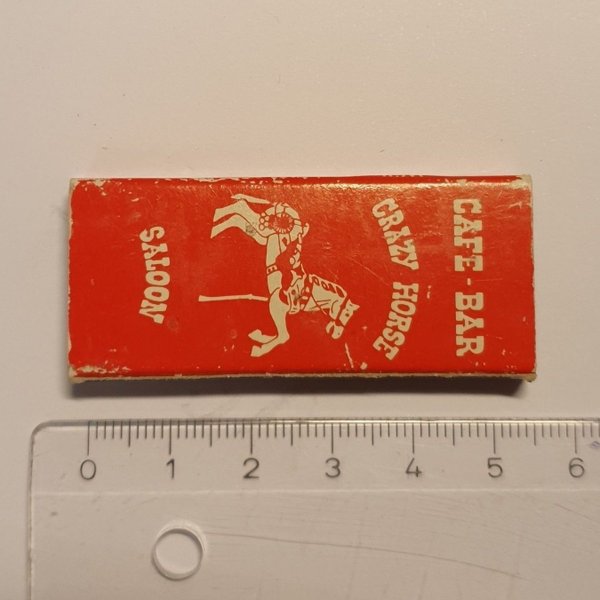 CAFE - BAR
CRAZY HORSE
SALOON
0 1 2 3 4 5 6